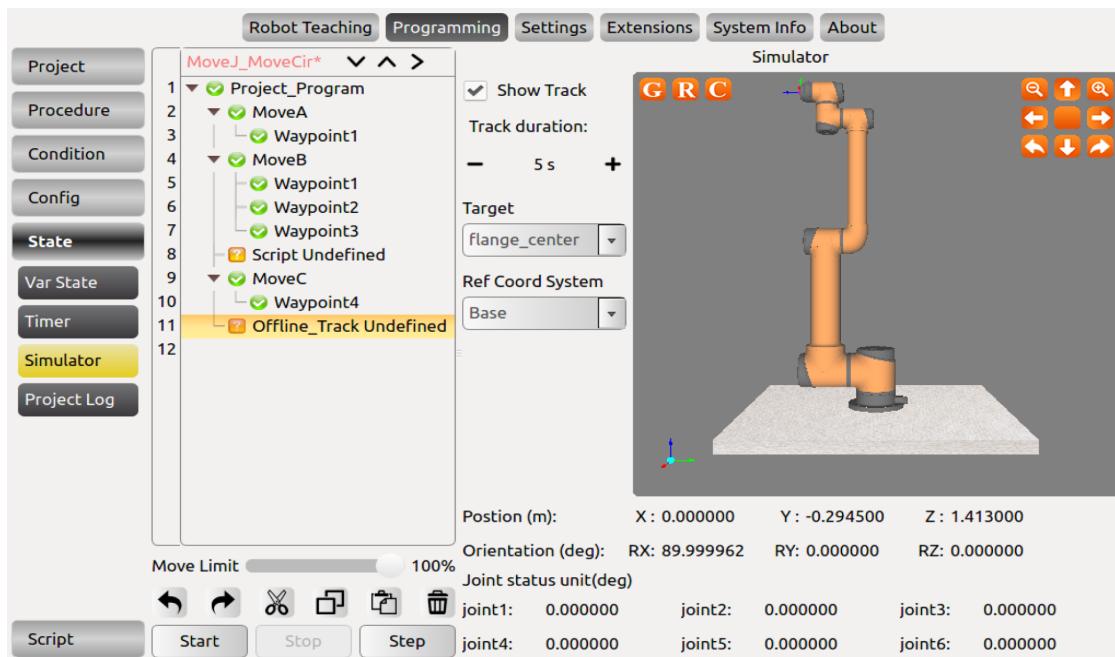 Robot Teaching Programming Settings Extensions System Info About
Project
Procedure
Condition
Config
State
Var State
Timer
Simulator
Project Log
Script
MoveJ_MoveCir*
1 Project_Program
2 MoveA
3 Waypoint1
4 MoveB
5 Waypoint1
6 Waypoint2
7 Waypoint3
8 ? Script Undefined
9 MoveC
10 Waypoint4
11 ? Offline_Track Undefined
12
Move Limit 100%
Start Stop Step
Show Track
Track duration:
− 5 s +
Target
flange_center
Ref Coord System
Base
Simulator
G R C
Postion (m): X : 0.000000 Y : -0.294500 Z : 1.413000
Orientation (deg): RX: 89.999962 RY: 0.000000 RZ: 0.000000
Joint status unit(deg)
joint1: 0.000000 joint2: 0.000000 joint3: 0.000000
joint4: 0.000000 joint5: 0.000000 joint6: 0.000000